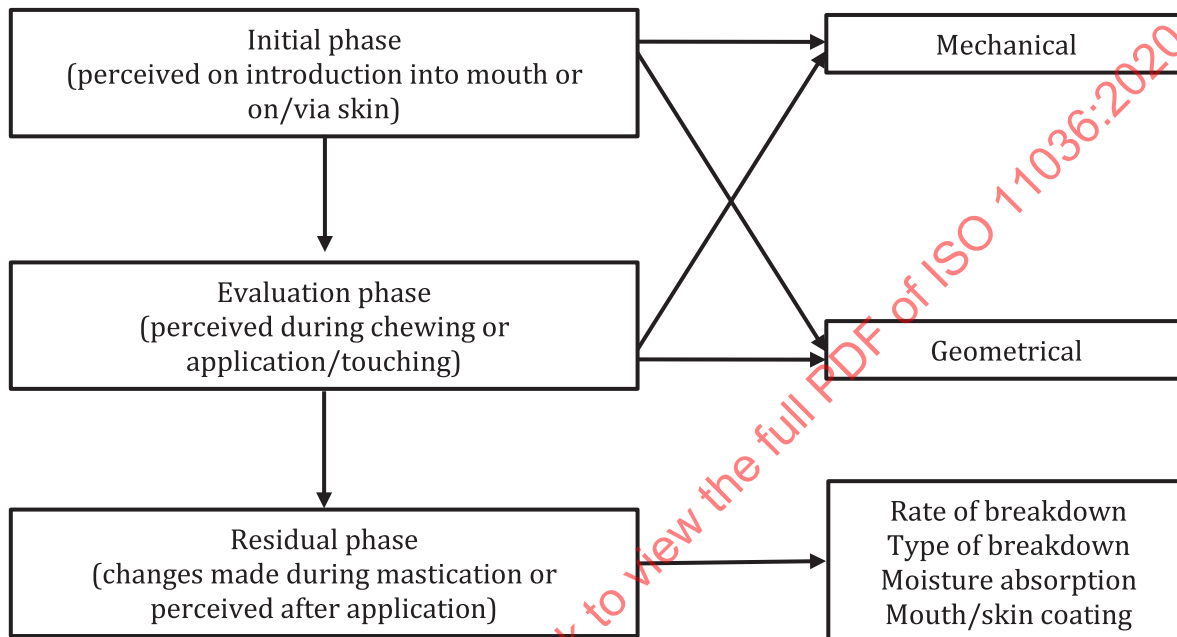 Initial phase
(perceived on introduction into mouth or
on/via skin)
Mechanical
Evaluation phase
(perceived during chewing or
application/touching)
Geometrical
Residual phase
(changes made during mastication or
perceived after application)
Rate of breakdown
Type of breakdown
Moisture absorption
Mouth/skin coating
k to view the full PDF of ISO 11036:2020